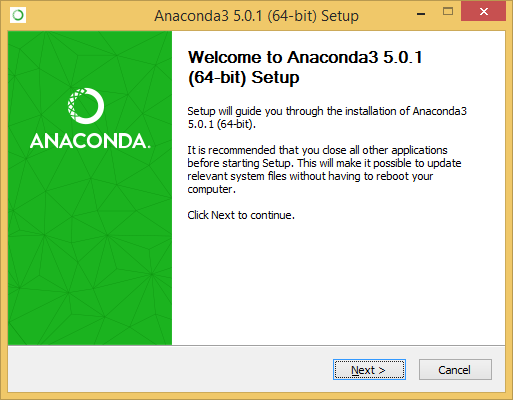 Anaconda3 5.0.1 (64-bit) Setup
ANACONDA.
Welcome to Anaconda3 5.0.1
(64-bit) Setup
Setup will guide you through the installation of Anaconda3
5.0.1 (64-bit).
It is recommended that you close all other applications
before starting Setup. This will make it possible to update
relevant system files without having to reboot your
computer.
Click Next to continue.
Next >
Cancel